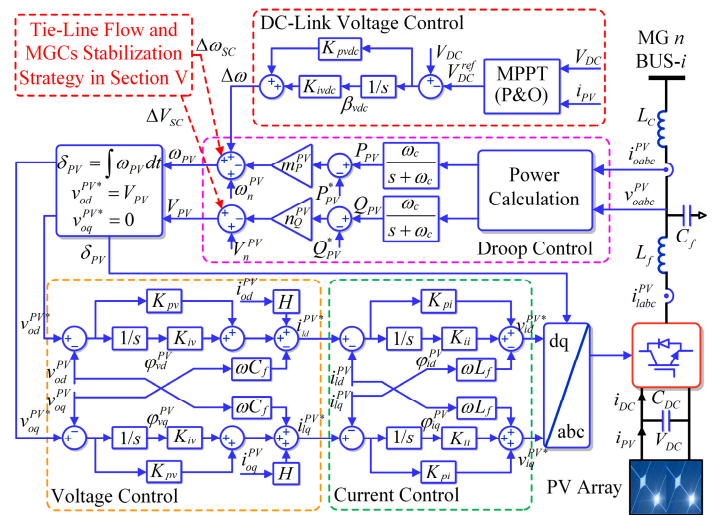 Tie-Line Flow and
MGCs Stabilization
Strategy in Section V
Δω_SC
ΔV_SC
DC-Link Voltage Control
K_pvdc
K_ivdc
1/s
β_vdc
Δω
V_DC
V_DC^ref
MPPT
(P&O)
V_DC
i_PV
MG n
BUS-i
L_C
i_oabc^PV
v_oabc^PV
C_f
L_f
i_labc^PV
δ_PV = ∫ω_PV dt
v_od^PV* = V_PV
v_oq^PV* = 0
ω_PV
V_PV
δ_PV
ω_n^PV
V_n^PV
m_P^PV
n_Q^PV
P_PV
P_PV^*
Q_PV
Q_PV^*
ω_c
s + ω_c
ω_c
s + ω_c
Power
Calculation
Droop Control
v_od^PV*
v_od^PV
v_oq^PV
v_oq^PV*
K_pv
1/s
K_iv
φ_vd^PV
i_od^PV
H
ωC_f
ωC_f
φ_vq^PV
1/s
K_iv
K_pv
i_oq^PV
H
Voltage Control
i_ld^PV*
i_ld^PV
i_lq^PV
i_lq^PV*
K_pi
1/s
K_ii
φ_id^PV
ωL_f
ωL_f
φ_iq^PV
1/s
K_ii
K_pi
Current Control
v_id^PV*
v_iq^PV*
dq
abc
i_DC
C_DC
i_PV
V_DC
PV Array